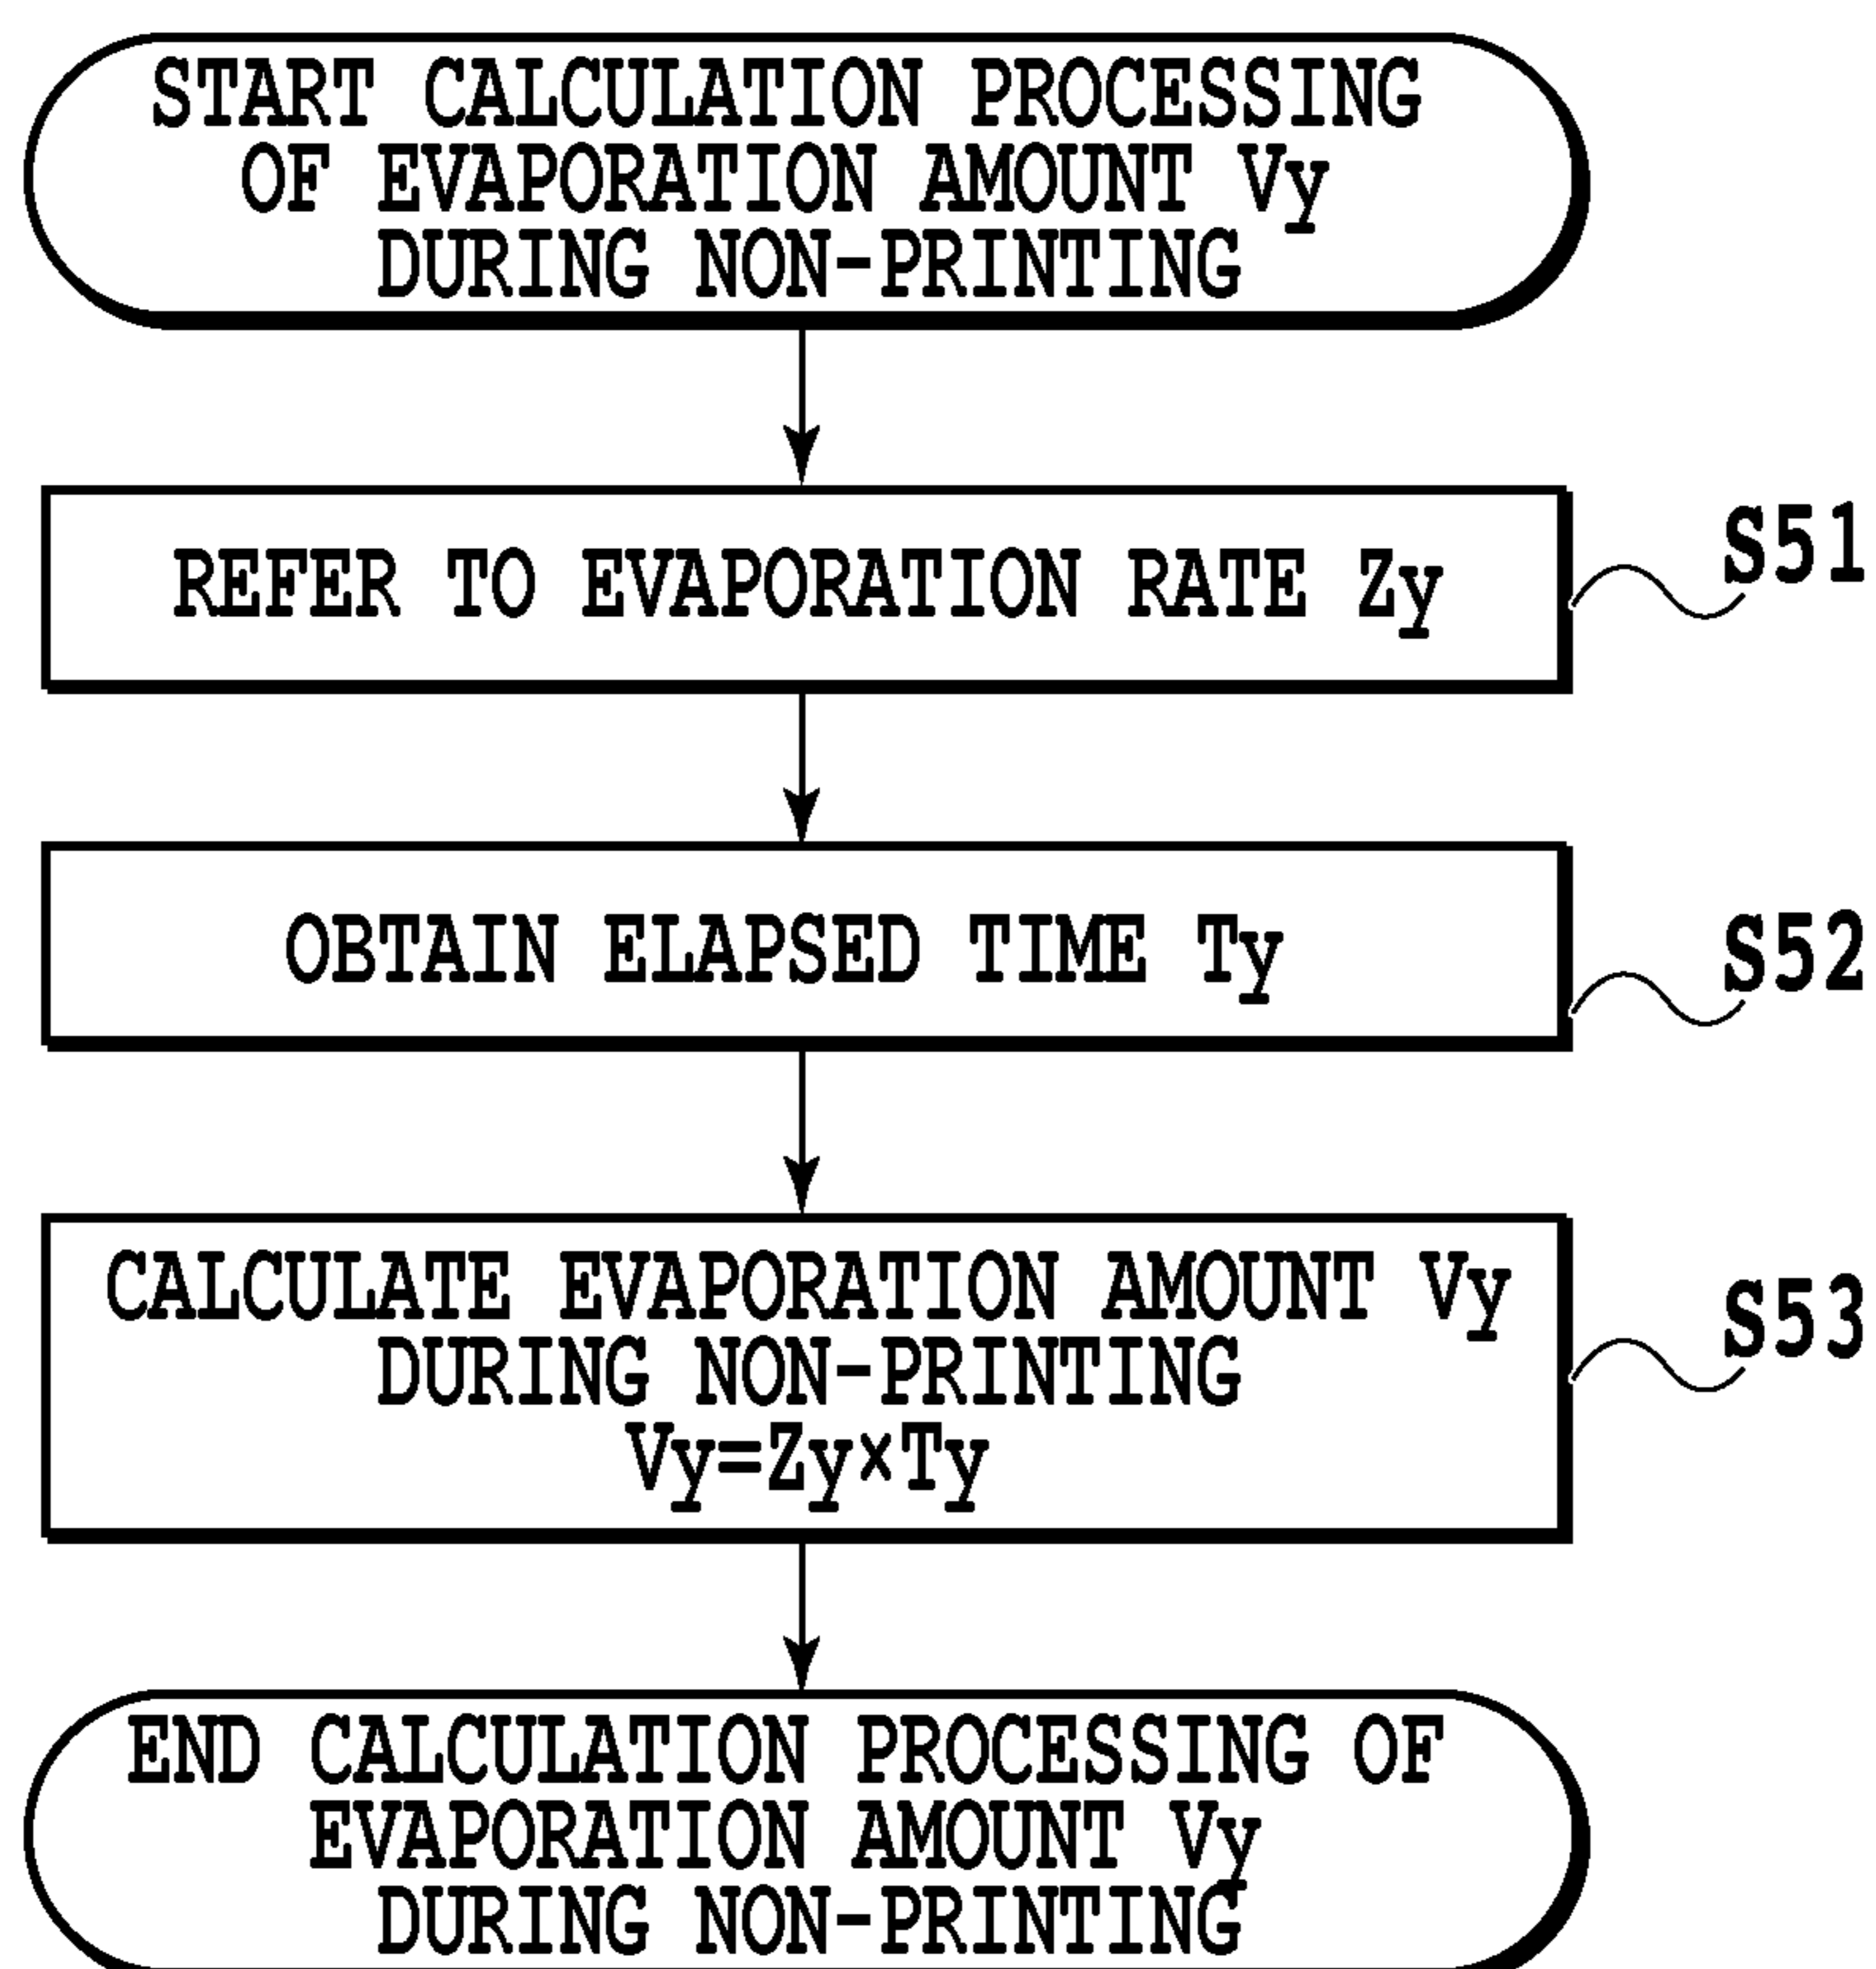 START CALCULATION PROCESSING
OF EVAPORATION AMOUNT Vy
DURING NON-PRINTING
REFER TO EVAPORATION RATE Zy
S51
OBTAIN ELAPSED TIME Ty
S52
CALCULATE EVAPORATION AMOUNT Vy
DURING NON-PRINTING
Vy=Zy×Ty
S53
END CALCULATION PROCESSING OF
EVAPORATION AMOUNT Vy
DURING NON-PRINTING